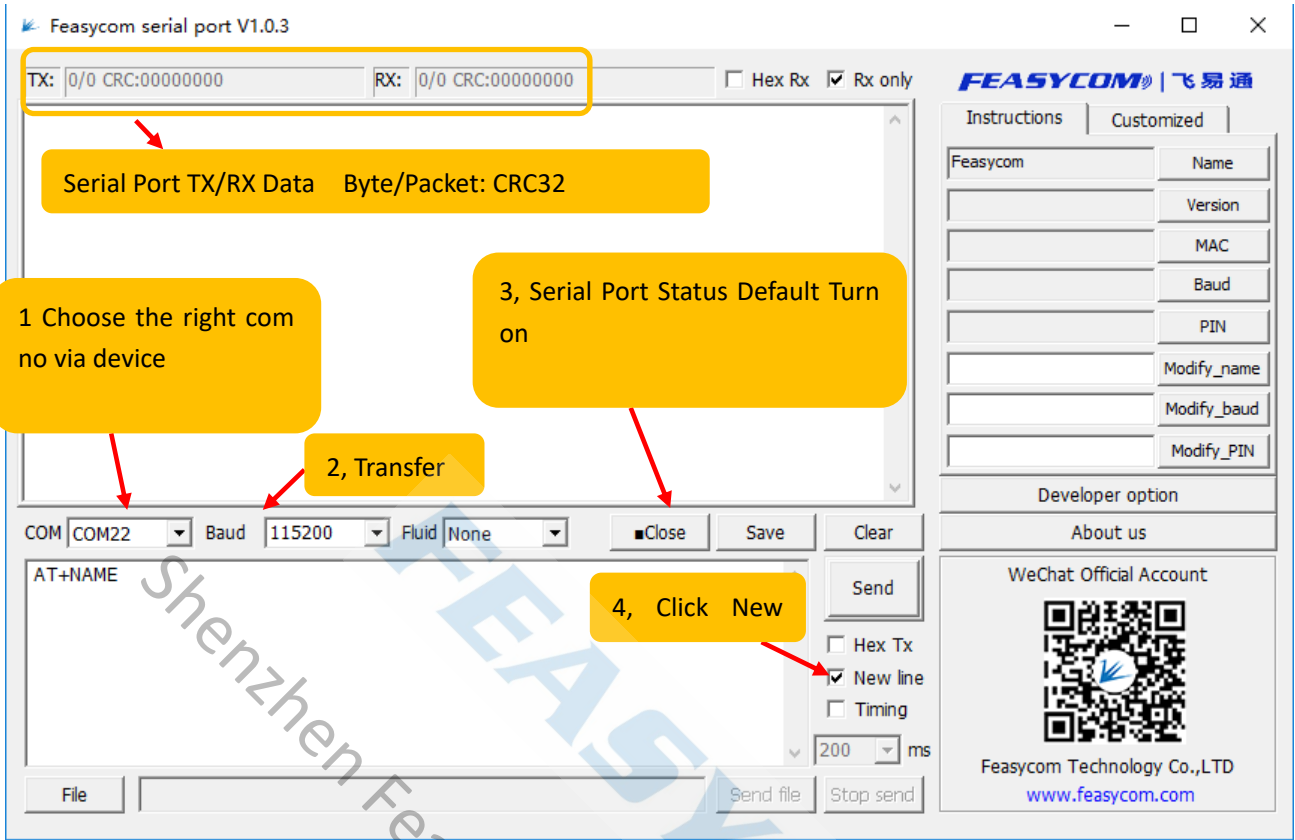 Feasycom serial port V1.0.3
TX: 0/0 CRC:00000000 RX: 0/0 CRC:00000000 Hex Rx Rx only
FEASYCOM | 飞易通
Instructions Customized
Serial Port TX/RX Data Byte/Packet: CRC32
Feasycom Name
Version
MAC
Baud
PIN
Modify_name
Modify_baud
Modify_PIN
1 Choose the right com
no via device
3, Serial Port Status Default Turn
on
2, Transfer
Developer option
COM COM22 Baud 115200 Fluid None ■Close Save Clear
About us
AT+NAME
4, Click New
Send
Hex Tx
New line
Timing
200 ms
WeChat Official Account
Feasycom Technology Co.,LTD
www.feasycom.com
File Send file Stop send
Shenzhen Fea
FEASY